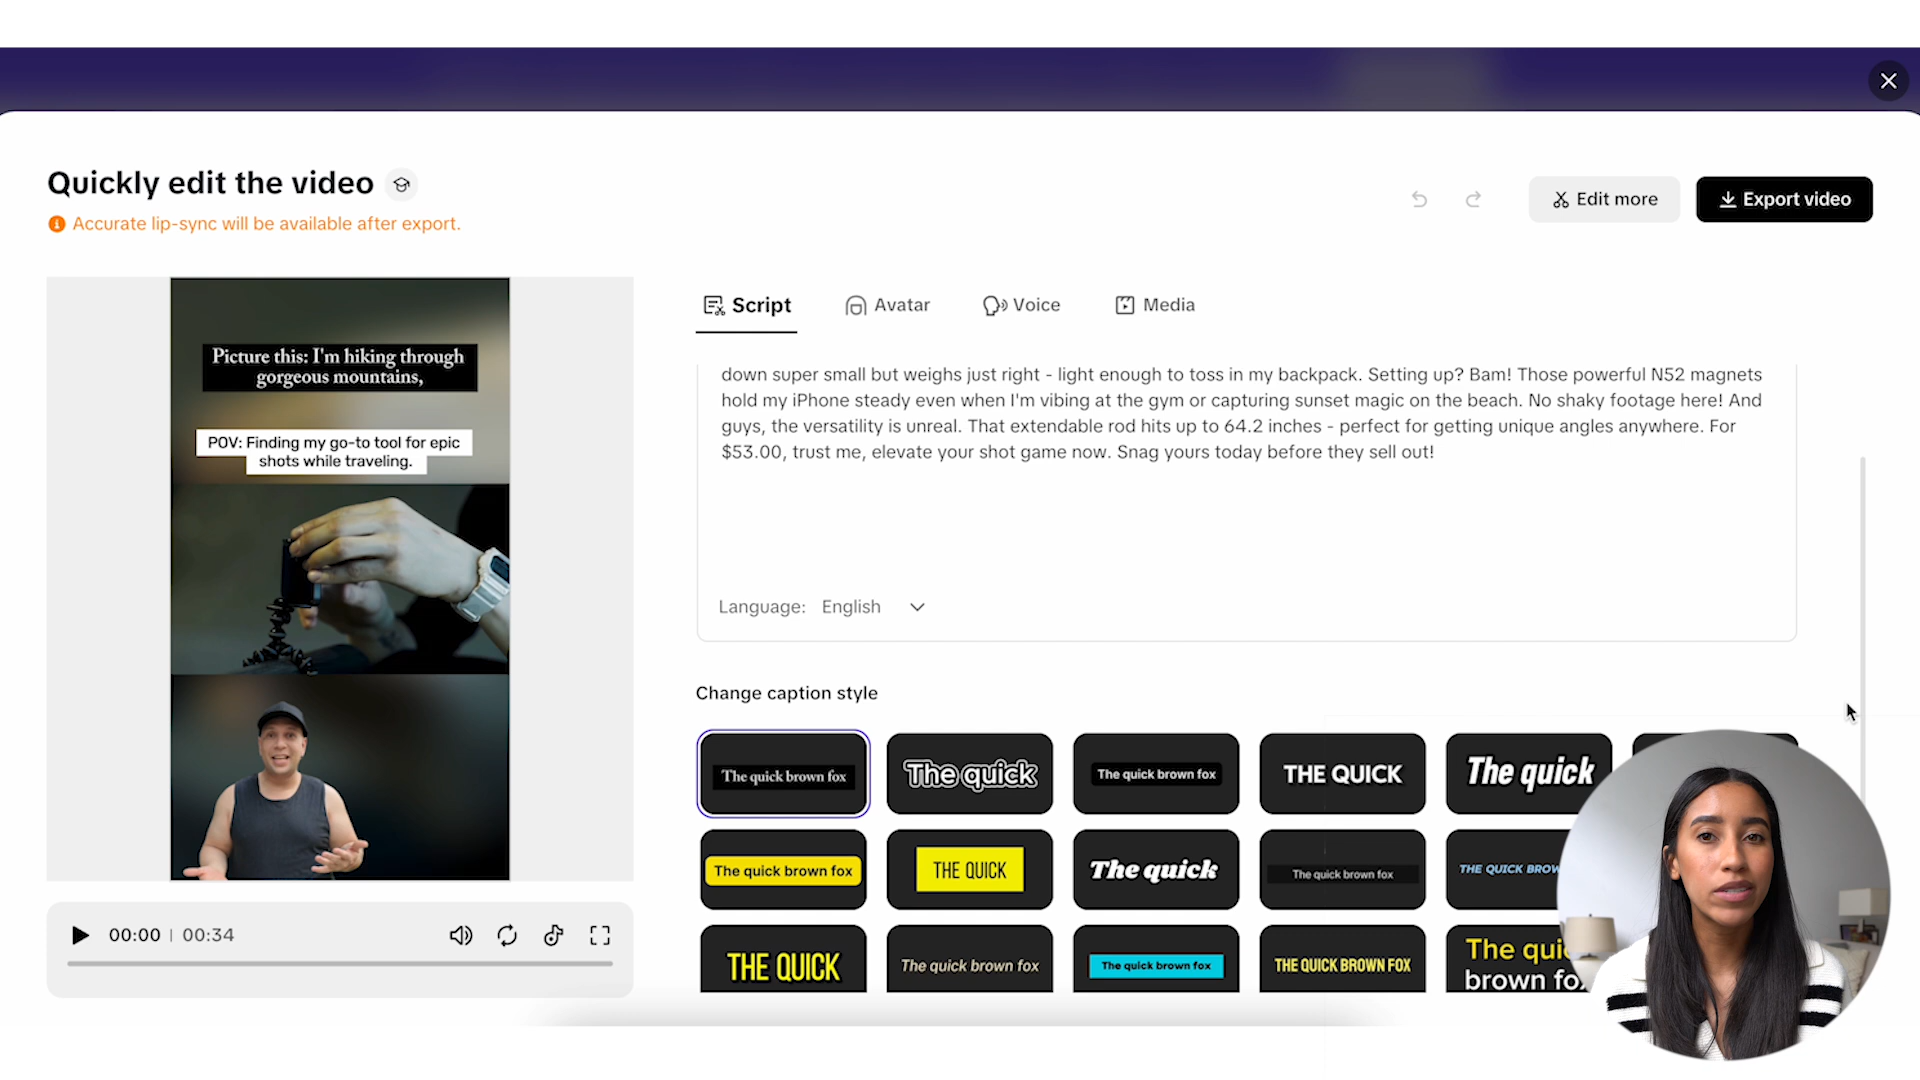 Quickly edit the video
Accurate lip-sync will be available after export.
Edit more
Export video
Picture this: I'm hiking through
gorgeous mountains,
POV: Finding my go-to tool for epic
shots while traveling.
00:00 | 00:34
Script
Avatar
Voice
Media
down super small but weighs just right - light enough to toss in my backpack. Setting up? Bam! Those powerful N52 magnets
hold my iPhone steady even when I'm vibing at the gym or capturing sunset magic on the beach. No shaky footage here! And
guys, the versatility is unreal. That extendable rod hits up to 64.2 inches - perfect for getting unique angles anywhere. For
$53.00, trust me, elevate your shot game now. Snag yours today before they sell out!
Language: English
Change caption style
The quick brown fox
The quick
The quick brown fox
THE QUICK
The quick
The quick brown fox
THE QUICK
The quick
The quick brown fox
THE QUICK BROW
THE QUICK
The quick brown fox
The quick brown fox
THE QUICK BROWN FOX
The qui
brown fo